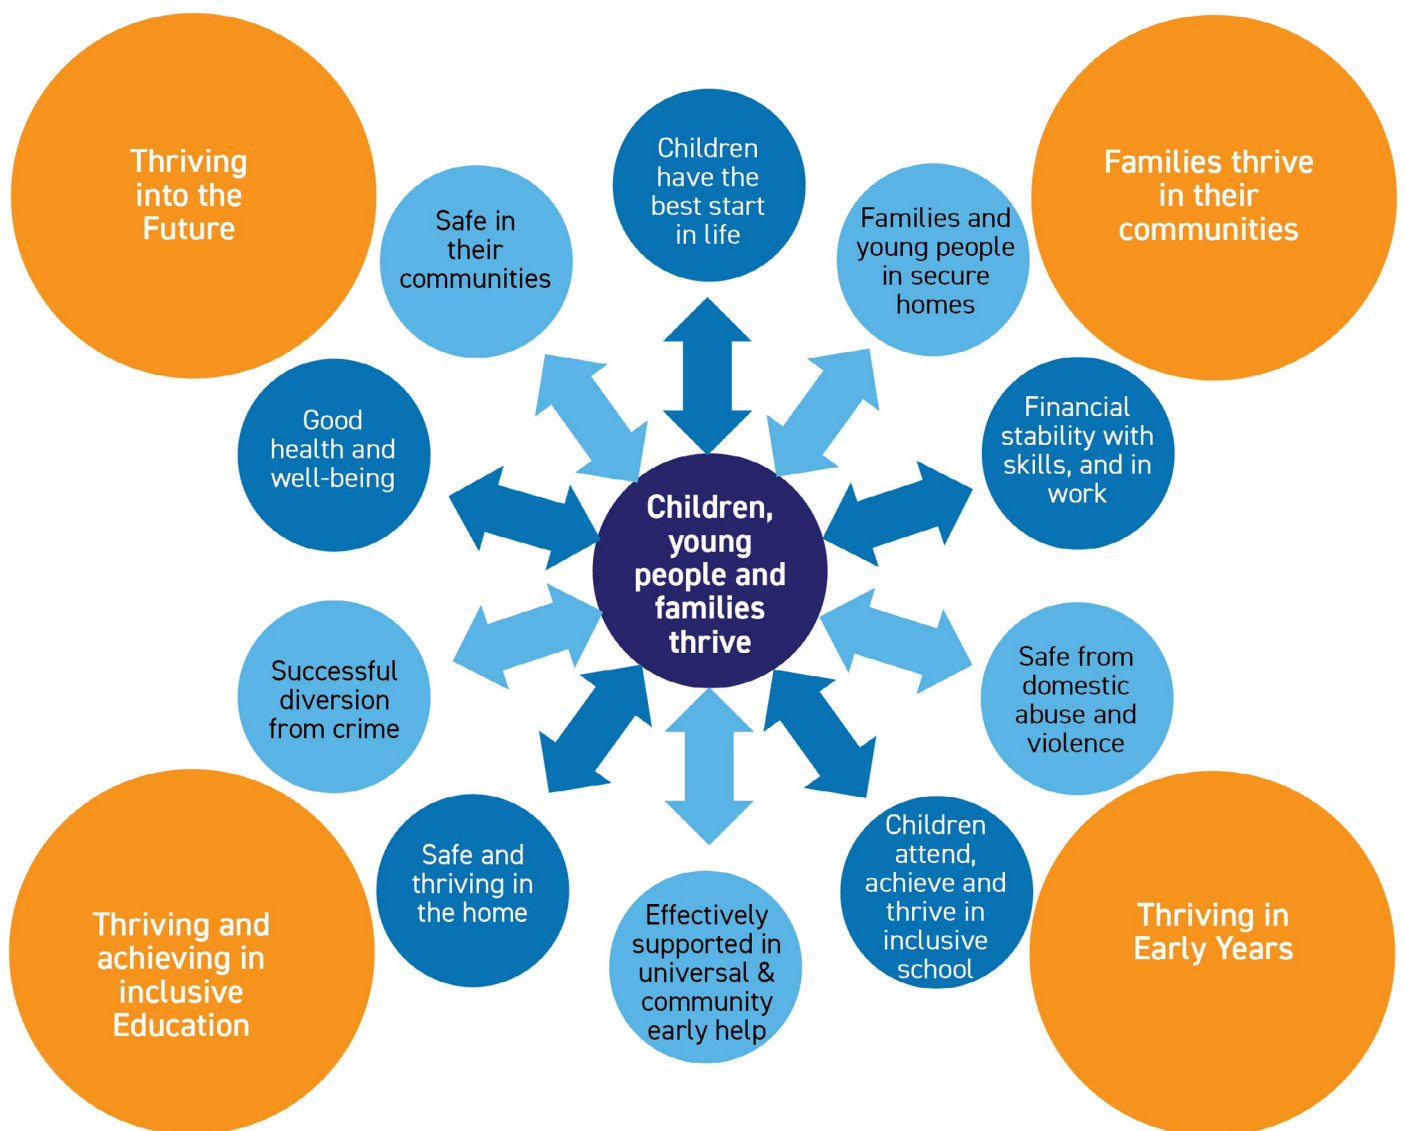 Thriving
into the
Future
Children
have the
best start
in life
Families thrive
in their
communities
Safe in
their
communities
Families and
young people
in secure
homes
Good
health and
well-being
Financial
stability with
skills, and in
work
Children,
young
people and
families
thrive
Successful
diversion
from crime
Safe from
domestic
abuse and
violence
Safe and
thriving in
the home
Children
attend,
achieve and
thrive in
inclusive
school
Effectively
supported in
universal &
community
early help
Thriving and
achieving in
inclusive
Education
Thriving in
Early Years